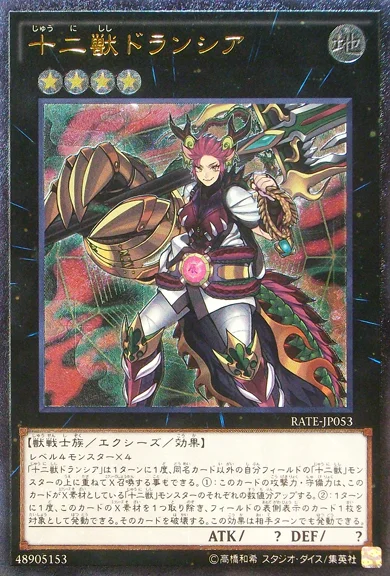 じゅう に しし
十二獣ドランシア
地
RATE-JP053
【獣戦士族／エクシーズ／効果】
レベル4モンスター×4
「十二獣ドランシア」は1ターンに1度、同名カード以外の自分フィールドの「十二獣」モン
スターの上に重ねてX召喚する事もできる。①：このカードの攻撃力・守備力は、この
カードがX素材としている「十二獣」モンスターのそれぞれの数値分アップする。②：1ター
ンに1度、このカードのX素材を1つ取り除き、フィールドの表側表示のカード1枚を
対象として発動できる。そのカードを破壊する。この効果は相手ターンでも発動できる。
ATK/ ? DEF/ ?
48905153
©高橋和希 スタジオ・ダイス/集英社